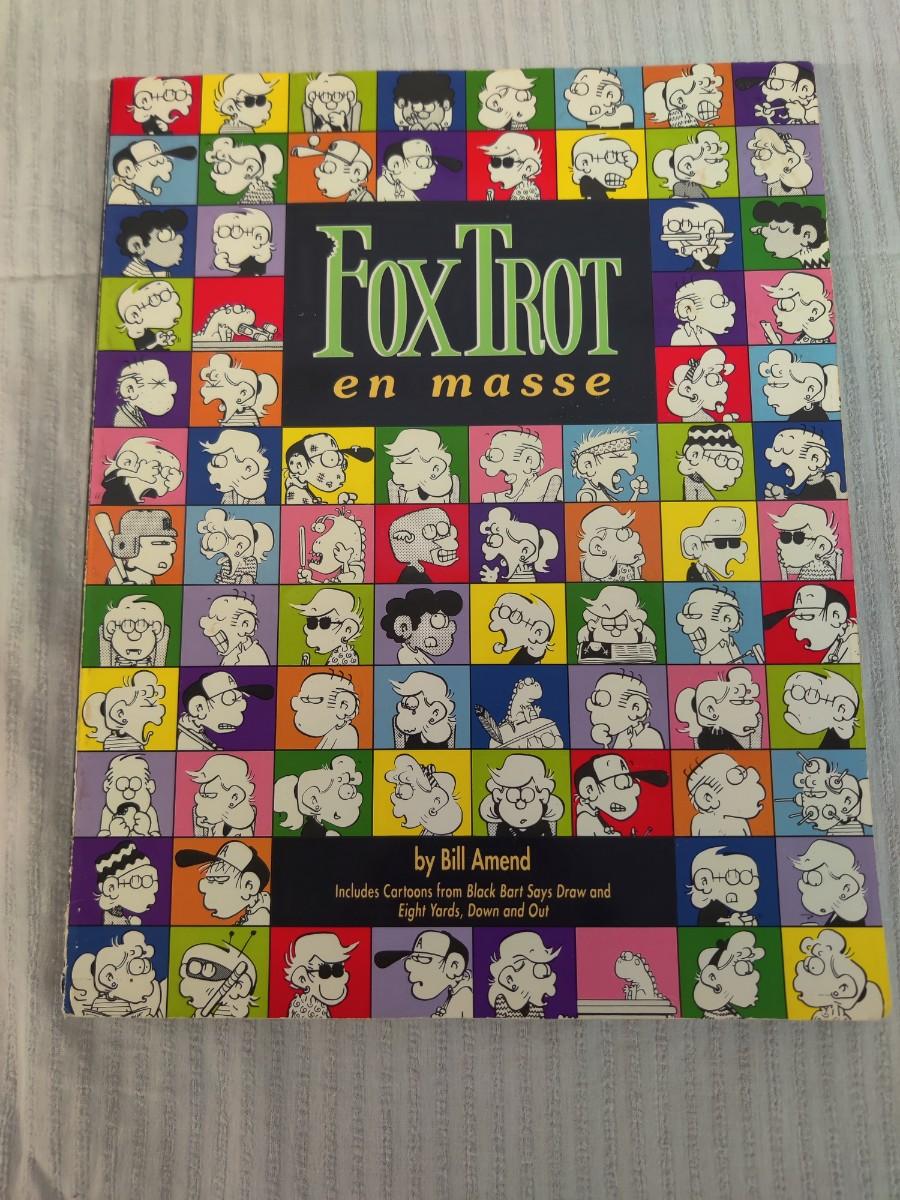 FOXTROT
en masse
by Bill Amend
Includes Cartoons from Black Bart Says Draw and
Eight Yards, Down and Out